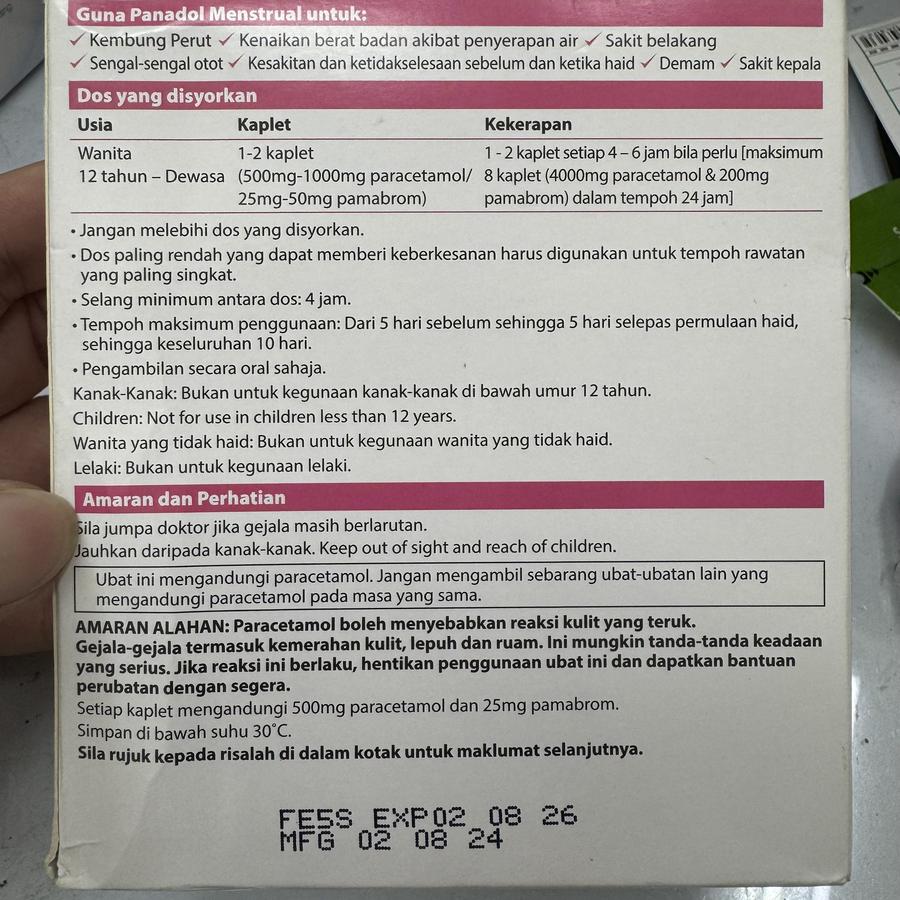 Guna Panadol Menstrual untuk:
✓ Kembung Perut ✓ Kenaikan berat badan akibat penyerapan air ✓ Sakit belakang
✓ Sengal-sengal otot ✓ Kesakitan dan ketidakselesaan sebelum dan ketika haid ✓ Demam ✓ Sakit kepala
Dos yang disyorkan
Usia Kaplet Kekerapan
Wanita 1-2 kaplet 1 - 2 kaplet setiap 4 – 6 jam bila perlu [maksimum
12 tahun – Dewasa (500mg-1000mg paracetamol/ 8 kaplet (4000mg paracetamol & 200mg
25mg-50mg pamabrom) pamabrom) dalam tempoh 24 jam]
• Jangan melebihi dos yang disyorkan.
• Dos paling rendah yang dapat memberi keberkesanan harus digunakan untuk tempoh rawatan
yang paling singkat.
• Selang minimum antara dos: 4 jam.
• Tempoh maksimum penggunaan: Dari 5 hari sebelum sehingga 5 hari selepas permulaan haid,
sehingga keseluruhan 10 hari.
• Pengambilan secara oral sahaja.
Kanak-Kanak: Bukan untuk kegunaan kanak-kanak di bawah umur 12 tahun.
Children: Not for use in children less than 12 years.
Wanita yang tidak haid: Bukan untuk kegunaan wanita yang tidak haid.
Lelaki: Bukan untuk kegunaan lelaki.
Amaran dan Perhatian
Sila jumpa doktor jika gejala masih berlarutan.
Jauhkan daripada kanak-kanak. Keep out of sight and reach of children.
Ubat ini mengandungi paracetamol. Jangan mengambil sebarang ubat-ubatan lain yang
mengandungi paracetamol pada masa yang sama.
AMARAN ALAHAN: Paracetamol boleh menyebabkan reaksi kulit yang teruk.
Gejala-gejala termasuk kemerahan kulit, lepuh dan ruam. Ini mungkin tanda-tanda keadaan
yang serius. Jika reaksi ini berlaku, hentikan penggunaan ubat ini dan dapatkan bantuan
perubatan dengan segera.
Setiap kaplet mengandungi 500mg paracetamol dan 25mg pamabrom.
Simpan di bawah suhu 30˚C.
Sila rujuk kepada risalah di dalam kotak untuk maklumat selanjutnya.
FE5S EXP02 08 26
MFG 02 08 24